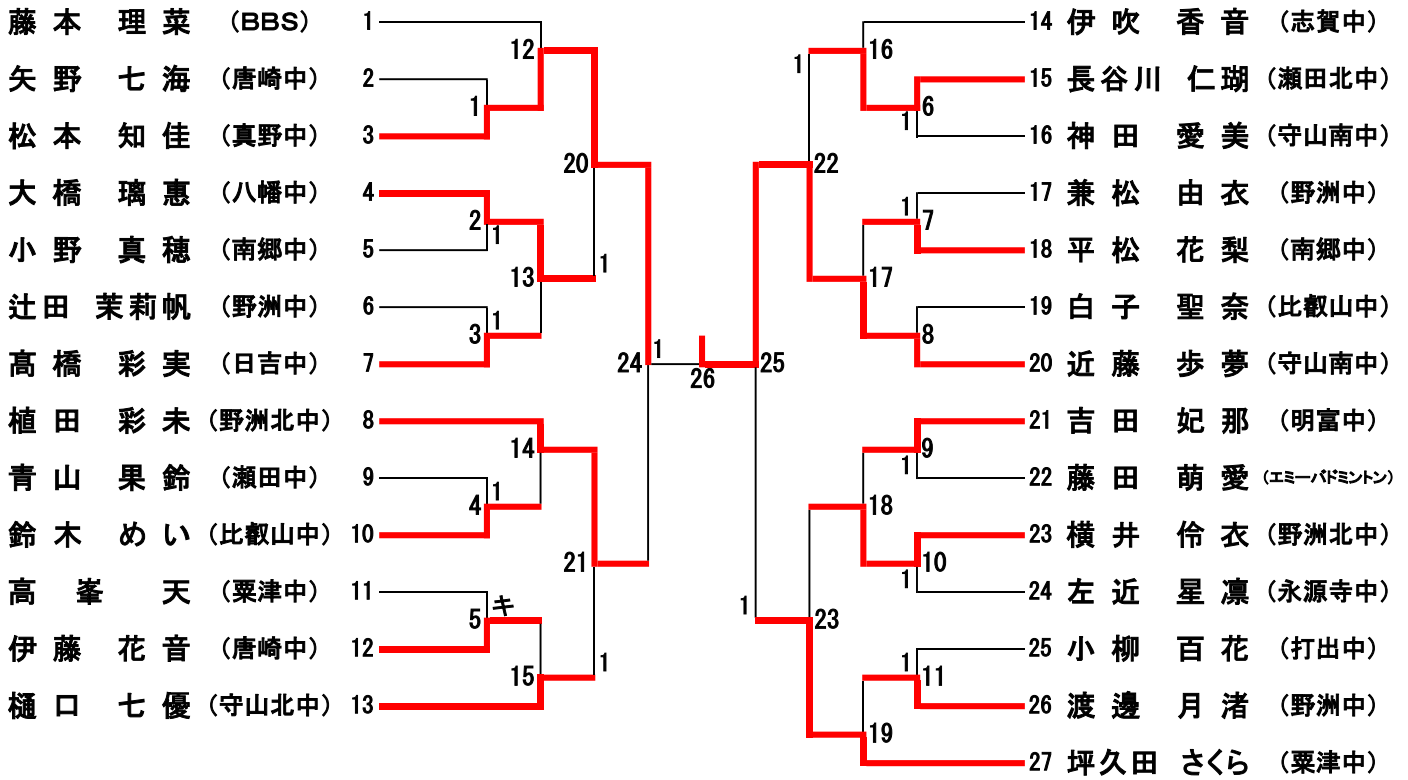 藤本 理菜 (BBS) 1
矢野 七海 (唐崎中) 2
松本 知佳 (真野中) 3
大橋 璃惠 (八幡中) 4
小野 真穂 (南郷中) 5
辻田 茉莉帆 (野洲中) 6
髙橋 彩実 (日吉中) 7
植田 彩未 (野洲北中) 8
青山 果鈴 (瀬田中) 9
鈴木 めい (比叡山中) 10
高峯 天 (粟津中) 11
伊藤 花音 (唐崎中) 12
樋口 七優 (守山北中) 13
12
1
20
2
1
13
1
1
3
24
1
14
1
4
21
キ
5
15
1
26
1
16
6
1
22
1
7
17
8
25
9
1
18
10
1
1
23
1
11
19
14 伊吹 香音 (志賀中)
15 長谷川 仁瑚 (瀬田北中)
16 神田 愛美 (守山南中)
17 兼松 由衣 (野洲中)
18 平松 花梨 (南郷中)
19 白子 聖奈 (比叡山中)
20 近藤 歩夢 (守山南中)
21 吉田 妃那 (明富中)
22 藤田 萌愛 (エミーバドミントン)
23 横井 伶衣 (野洲北中)
24 左近 星凛 (永源寺中)
25 小柳 百花 (打出中)
26 渡邊 月渚 (野洲中)
27 坪久田 さくら (粟津中)